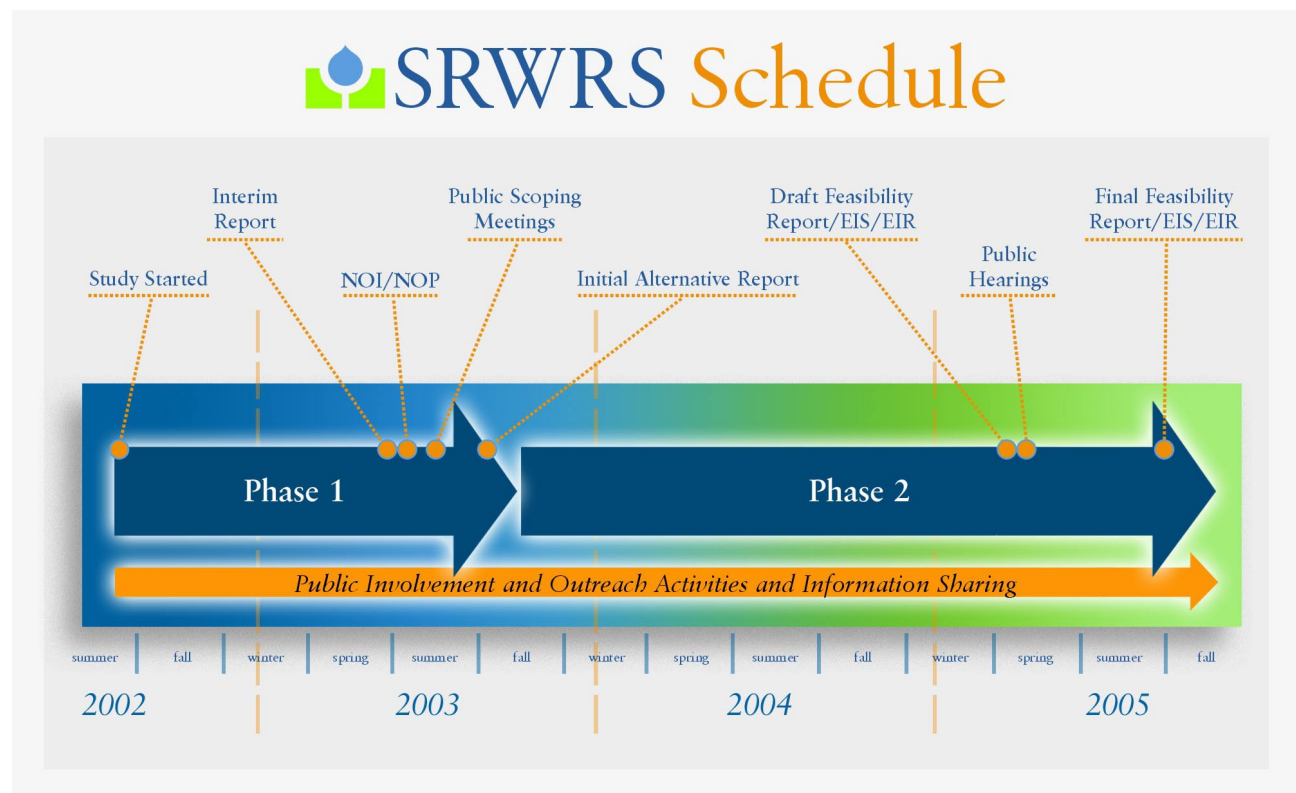 SRWRS Schedule
Interim
Report
Public Scoping
Meetings
Draft Feasibility
Report/EIS/EIR
Final Feasibility
Report/EIS/EIR
Study Started
NOI/NOP
Initial Alternative Report
Public
Hearings
Phase 1
Phase 2
Public Involvement and Outreach Activities and Information Sharing
summer fall winter spring summer fall winter spring summer fall winter spring summer fall
2002 2003 2004 2005